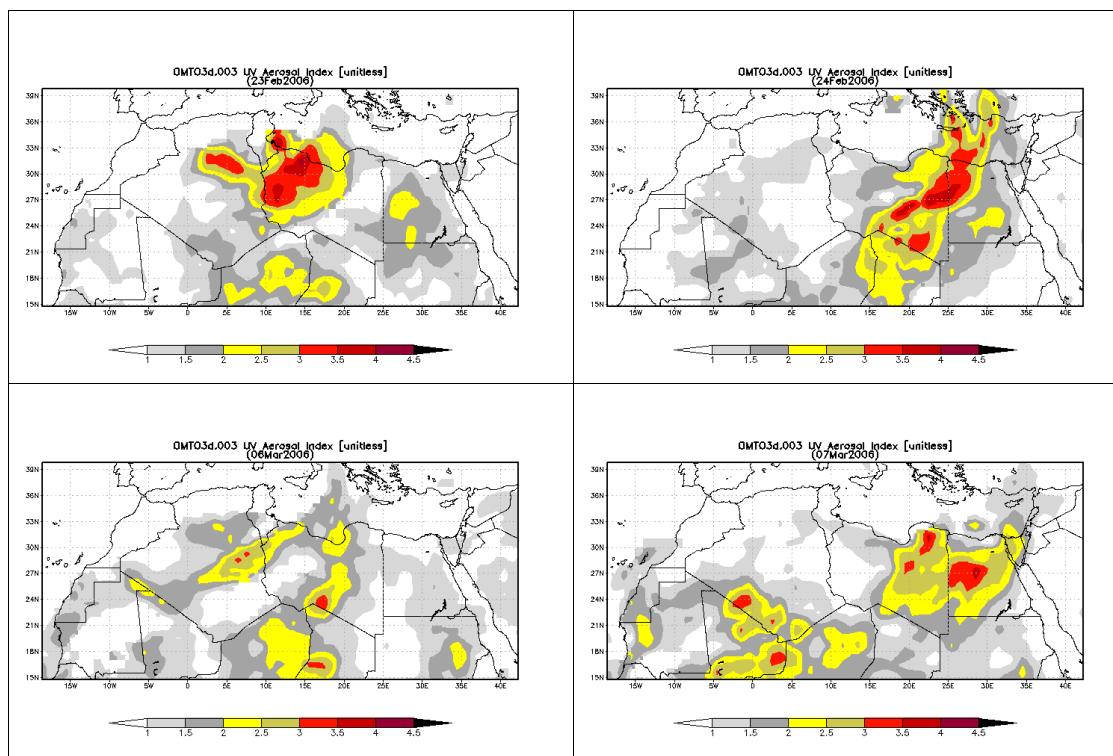 OMTO3d.003 UV Aerosol Index [unitless]
(23Feb2006)
39N
36N
33N
30N
27N
24N
21N
18N
15N
15W 10W 5W 0 5E 10E 15E 20E 25E 30E 35E 40E
1 1.5 2 2.5 3 3.5 4 4.5
OMTO3d.003 UV Aerosol Index [unitless]
(24Feb2006)
39N
36N
33N
30N
27N
24N
21N
18N
15N
15W 10W 5W 0 5E 10E 15E 20E 25E 30E 35E 40E
1 1.5 2 2.5 3 3.5 4 4.5
OMTO3d.003 UV Aerosol Index [unitless]
(06Mar2006)
39N
36N
33N
30N
27N
24N
21N
18N
15N
15W 10W 5W 0 5E 10E 15E 20E 25E 30E 35E 40E
1 1.5 2 2.5 3 3.5 4 4.5
OMTO3d.003 UV Aerosol Index [unitless]
(07Mar2006)
39N
36N
33N
30N
27N
24N
21N
18N
15N
15W 10W 5W 0 5E 10E 15E 20E 25E 30E 35E 40E
1 1.5 2 2.5 3 3.5 4 4.5